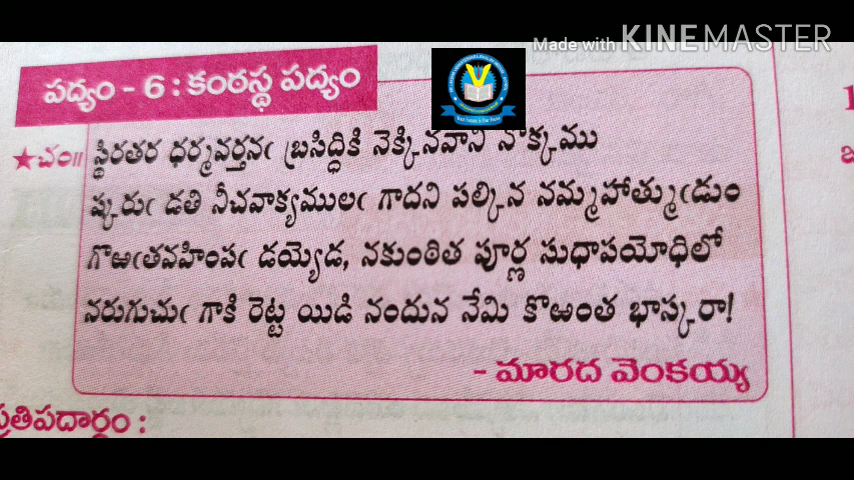 Made with KINEMASTER
పద్యం - 6 : కంఠస్థ పద్యం
★చం|| స్థిరతర ధర్మవర్తనఁ బ్రసిద్ధికి నెక్కినవాని నొక్కము
ష్కరుఁ డతి నీచవాక్యములఁ గాదని పల్కిన నమ్మహాత్ముఁడుం
గొఱఁతవహింపఁ డయ్యెడ, నకుంఠిత పూర్ణ సుధాపయోధిలో
నరుగుచుఁ గాకి రెట్ట యిడి నందున నేమి కొఱంత భాస్కరా!
- మారద వెంకయ్య
ప్రతిపదార్థం :